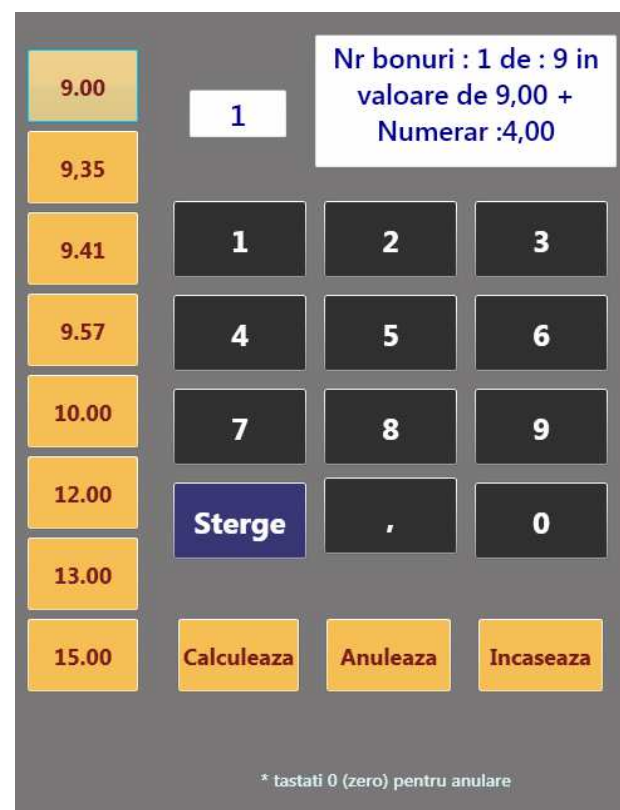 9.00
9,35
9.41
9.57
10.00
12.00
13.00
15.00
1
Nr bonuri : 1 de : 9 in
valoare de 9,00 +
Numerar :4,00
1 2 3
4 5 6
7 8 9
Sterge , 0
Calculeaza Anuleaza Incaseaza
* tastati 0 (zero) pentru anulare